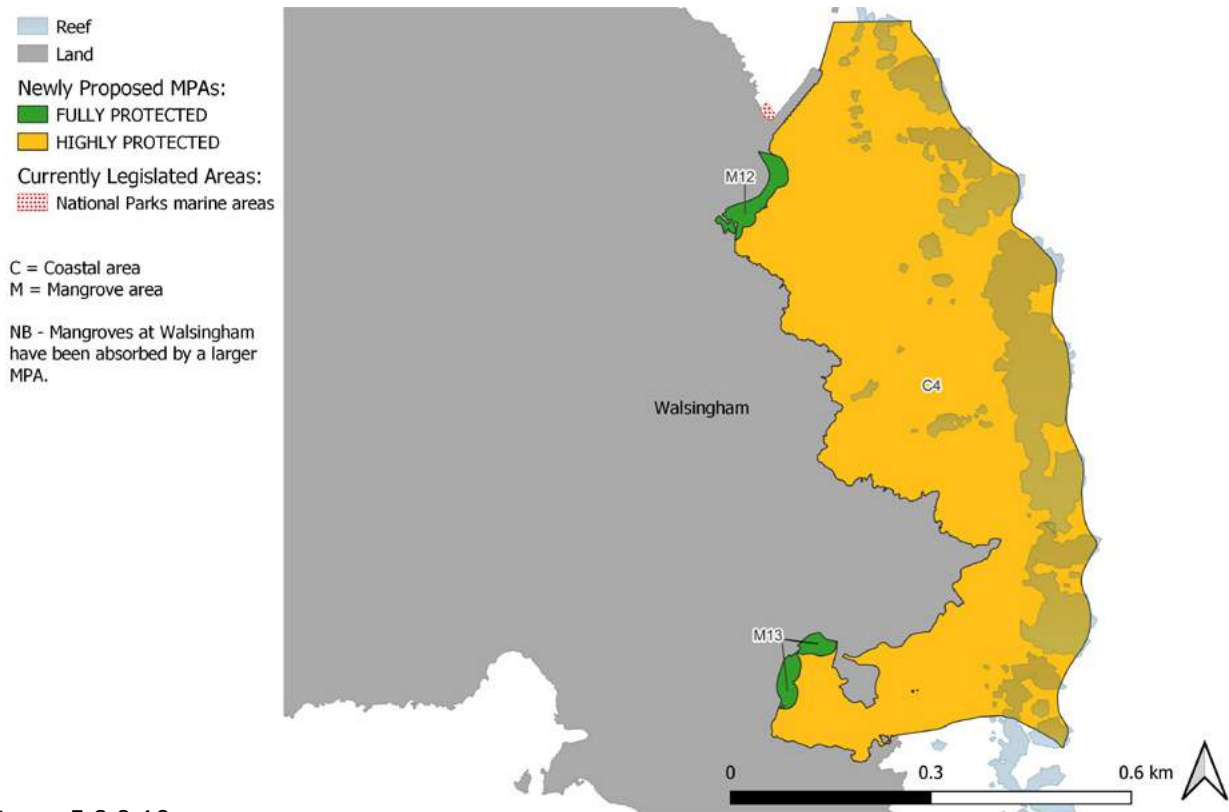 Reef
Land
Newly Proposed MPAs:
FULLY PROTECTED
HIGHLY PROTECTED
Currently Legislated Areas:
National Parks marine areas
C = Coastal area
M = Mangrove area
NB - Mangroves at Walsingham
have been absorbed by a larger
MPA.
M12
C4
Walsingham
M13
0 0.3 0.6 km